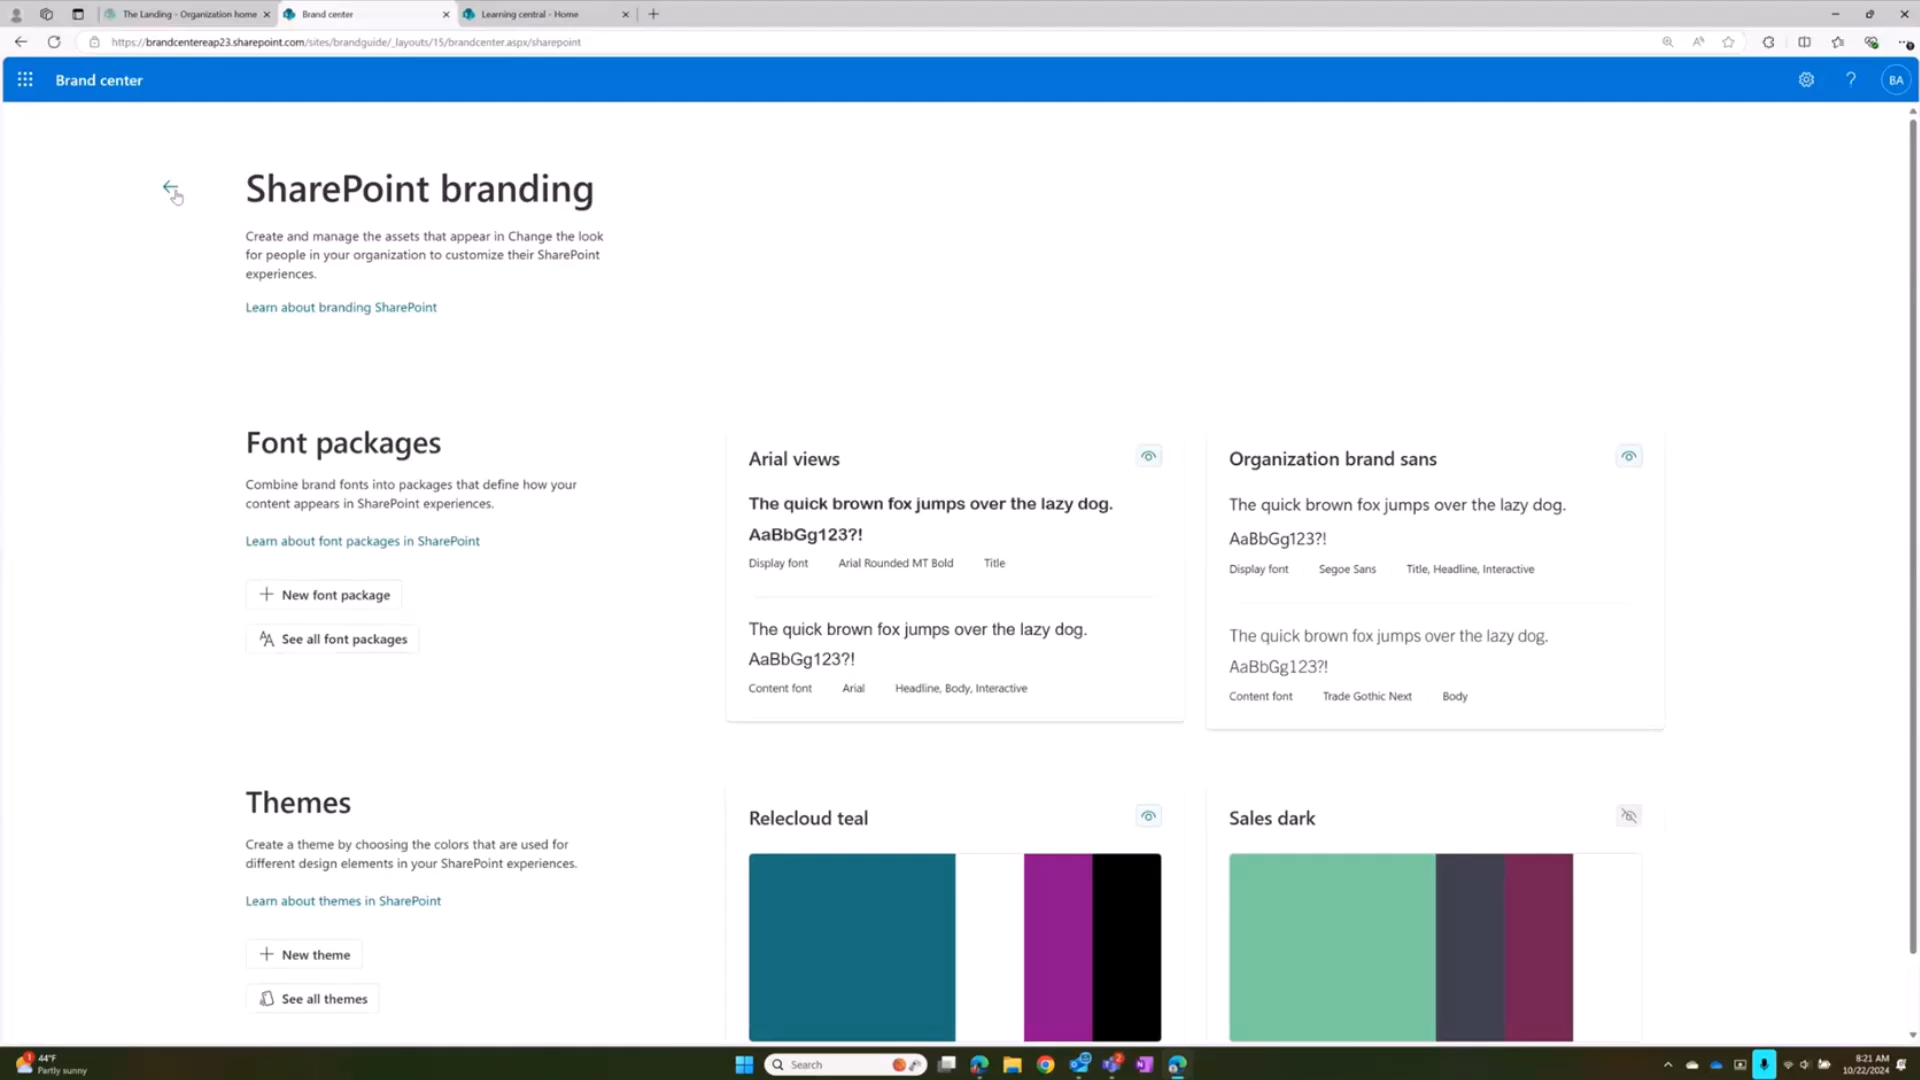 The Landing - Organization home
Brand center
Learning central - Home
https://brandcentereap23.sharepoint.com/sites/brandguide/_layouts/15/brandcenter.aspx/sharepoint
Brand center
?
BA
SharePoint branding
Create and manage the assets that appear in Change the look
for people in your organization to customize their SharePoint
experiences.
Learn about branding SharePoint
Font packages
Combine brand fonts into packages that define how your
content appears in SharePoint experiences.
Learn about font packages in SharePoint
New font package
See all font packages
Arial views
The quick brown fox jumps over the lazy dog.
AaBbGg123?!
Display font Arial Rounded MT Bold Title
The quick brown fox jumps over the lazy dog.
AaBbGg123?!
Content font Arial Headline, Body, Interactive
Organization brand sans
The quick brown fox jumps over the lazy dog.
AaBbGg123?!
Display font Segoe Sans Title, Headline, Interactive
The quick brown fox jumps over the lazy dog.
AaBbGg123?!
Content font Trade Gothic Next Body
Themes
Create a theme by choosing the colors that are used for
different design elements in your SharePoint experiences.
Learn about themes in SharePoint
New theme
See all themes
Relecloud teal
Sales dark
1
44°F
Partly sunny
Search
2
8:21 AM
10/22/2024